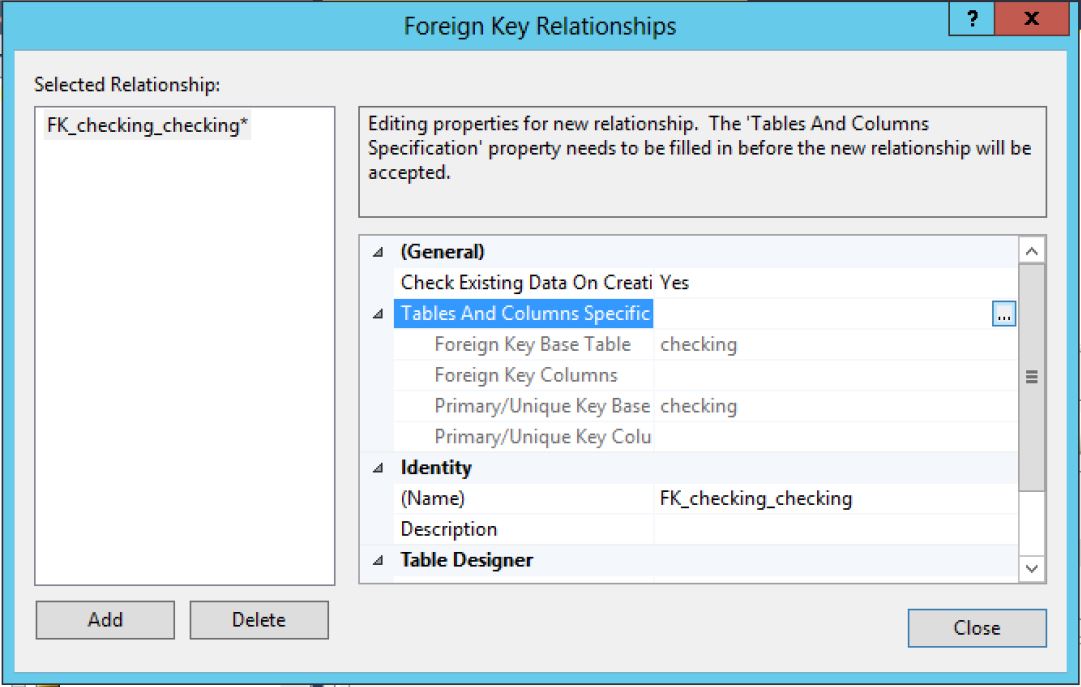 Foreign Key Relationships
?
x
Selected Relationship:
FK_checking_checking*
Editing properties for new relationship.  The 'Tables And Columns
Specification' property needs to be filled in before the new relationship will be
accepted.
(General)
Check Existing Data On Creati Yes
Tables And Columns Specific ...
Foreign Key Base Table checking
Foreign Key Columns
Primary/Unique Key Base checking
Primary/Unique Key Colu
Identity
(Name) FK_checking_checking
Description
Table Designer
Add
Delete
Close